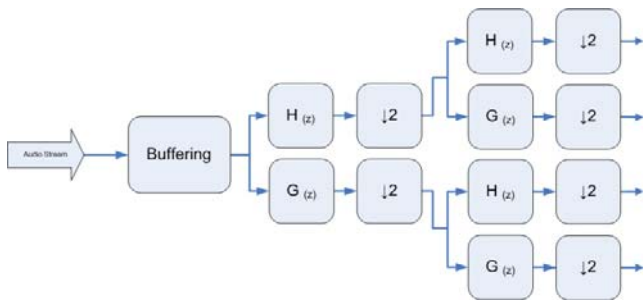 H (z) ↓2
G (z) ↓2
H (z) ↓2
Audio Stream
Buffering
G (z) ↓2
H (z) ↓2
G (z) ↓2